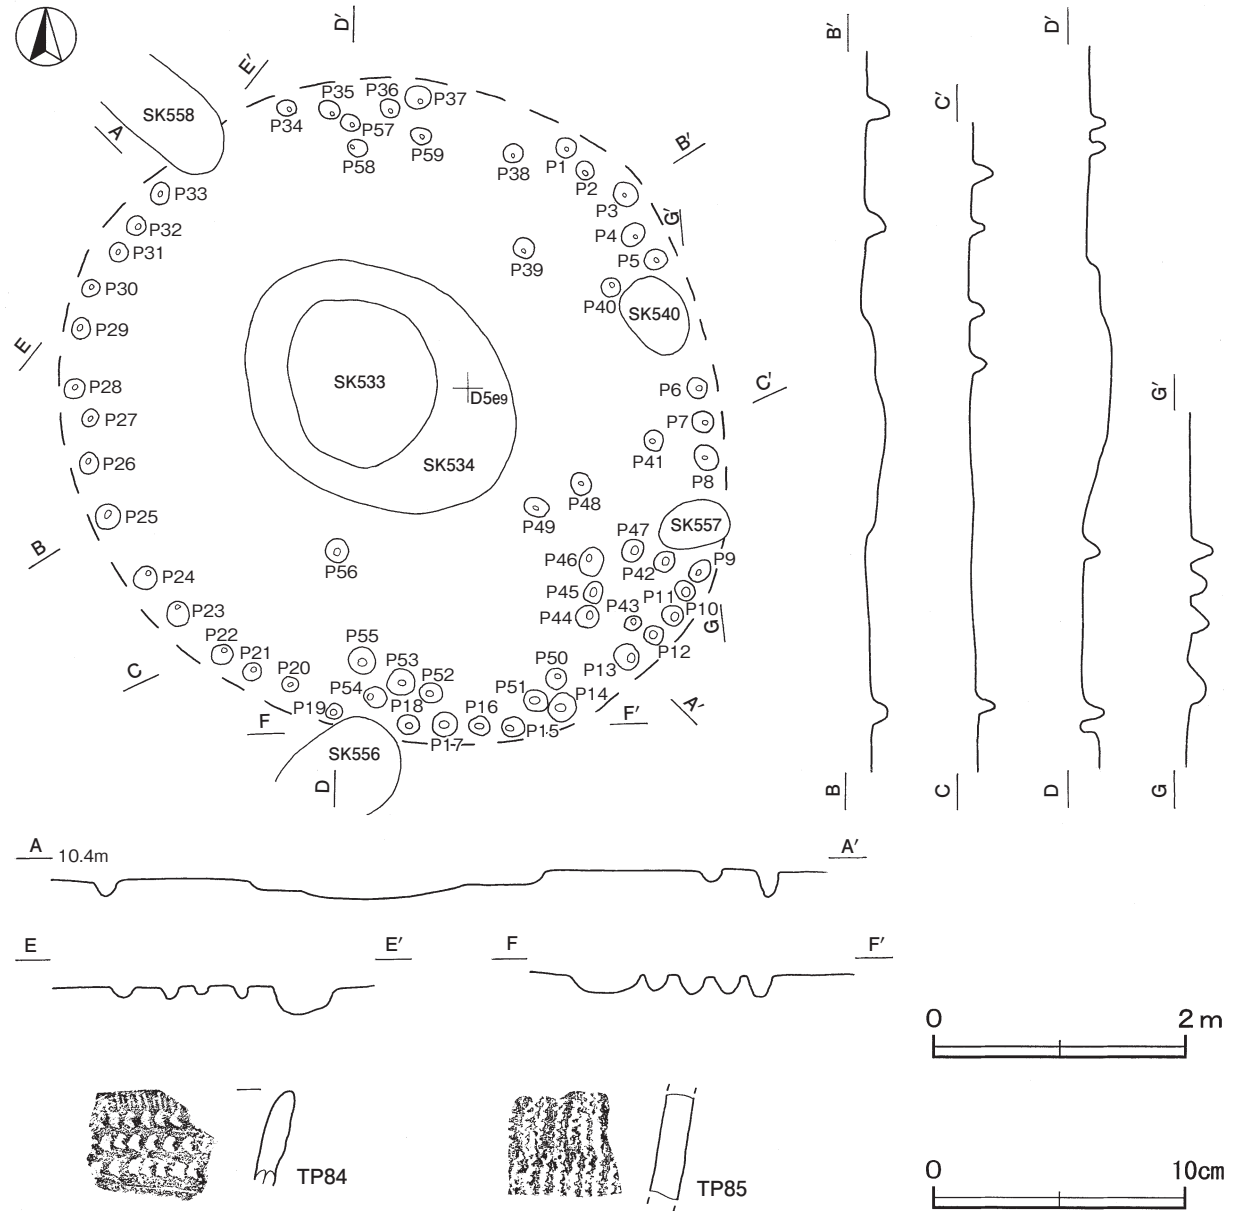 D′
E′
P35 P36 P37
P34 P57
P58 P59
SK558
A
P38 P1
B′
P2
P3
P33
G′
P4
P32
P5
P31
P39
P30
P40 SK540
P29
E
SK533
P28
D5e9
P6
C′
P27
P7
P41
P26
SK534
P8
P48
P25
P49
SK557
B
P47
P56
P46
P42
P9
P24
P45
P11
P10
P23
P44
P43
G
P22
P12
P21
P55
P13
C
P20
P53
P52
P50
P54
P51
P14
A′
P19
P18
P16
F
P17
P15
F′
SK556
D
B′
C′
D′
G′
B
C
D
G
A 10.4m A′
E E′ F F′
0 2m
TP84
TP85
0 10cm